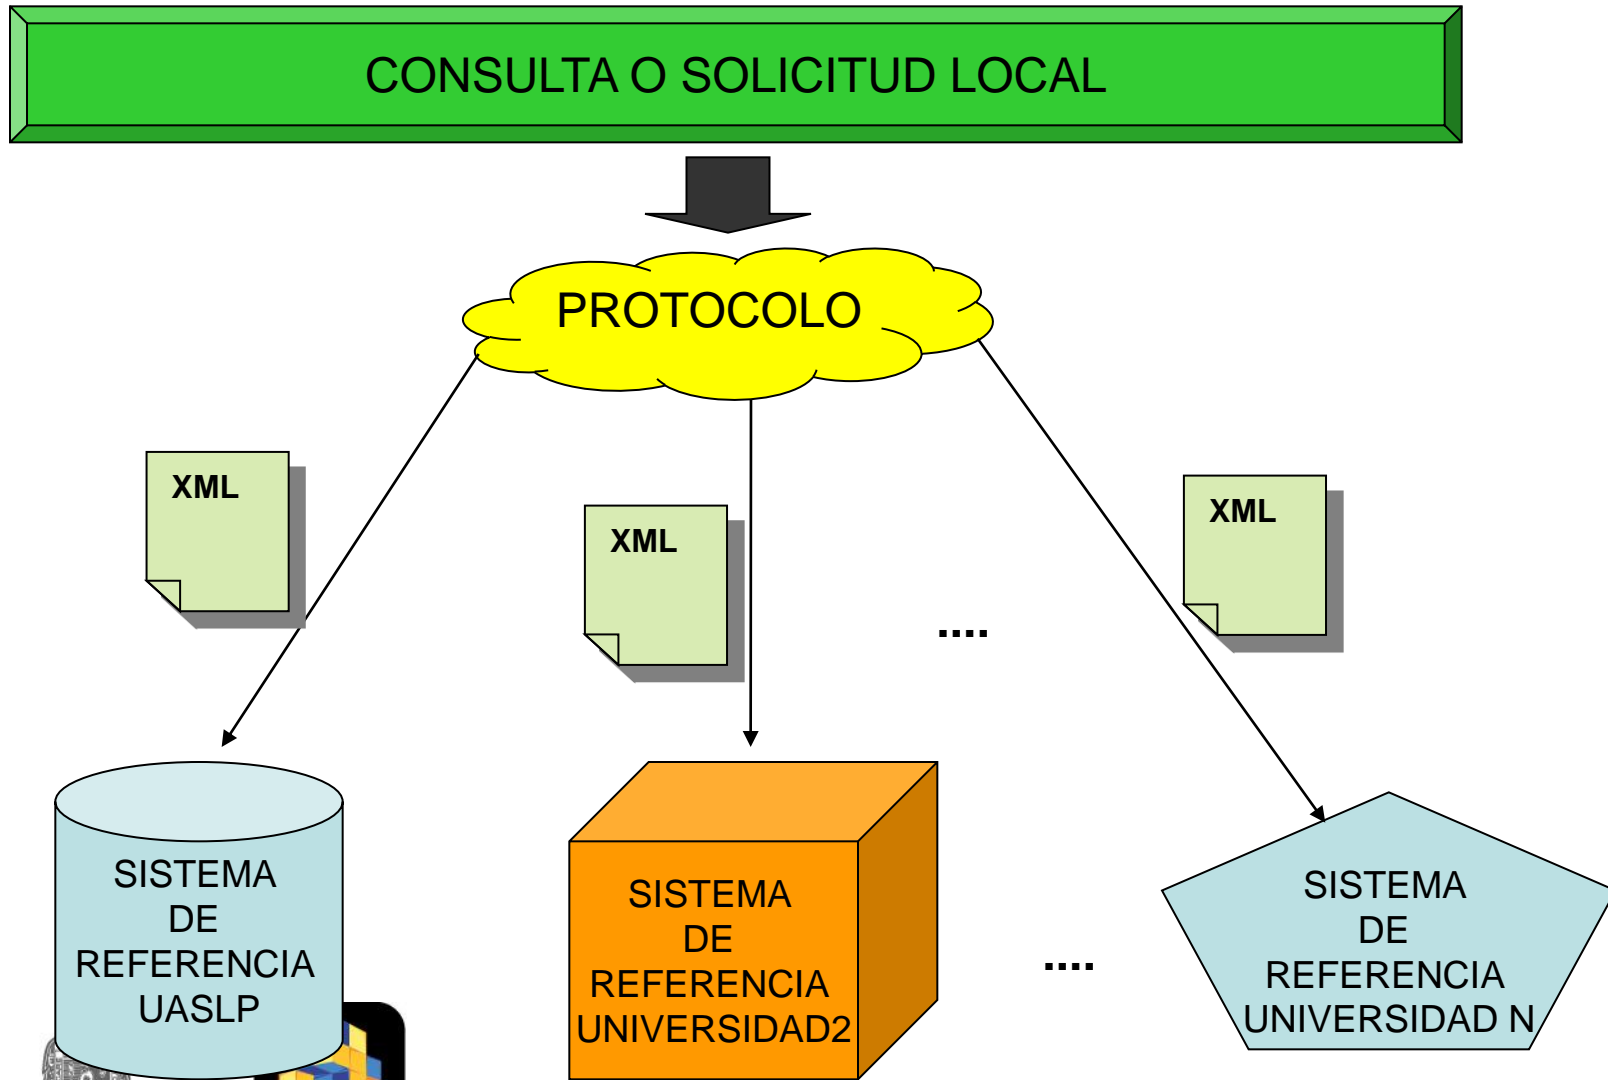 CONSULTA O SOLICITUD LOCAL
PROTOCOLO
XML
XML
XML
....
SISTEMA
DE
REFERENCIA
UASLP
SISTEMA
DE
REFERENCIA
UNIVERSIDAD2
....
SISTEMA
DE
REFERENCIA
UNIVERSIDAD N